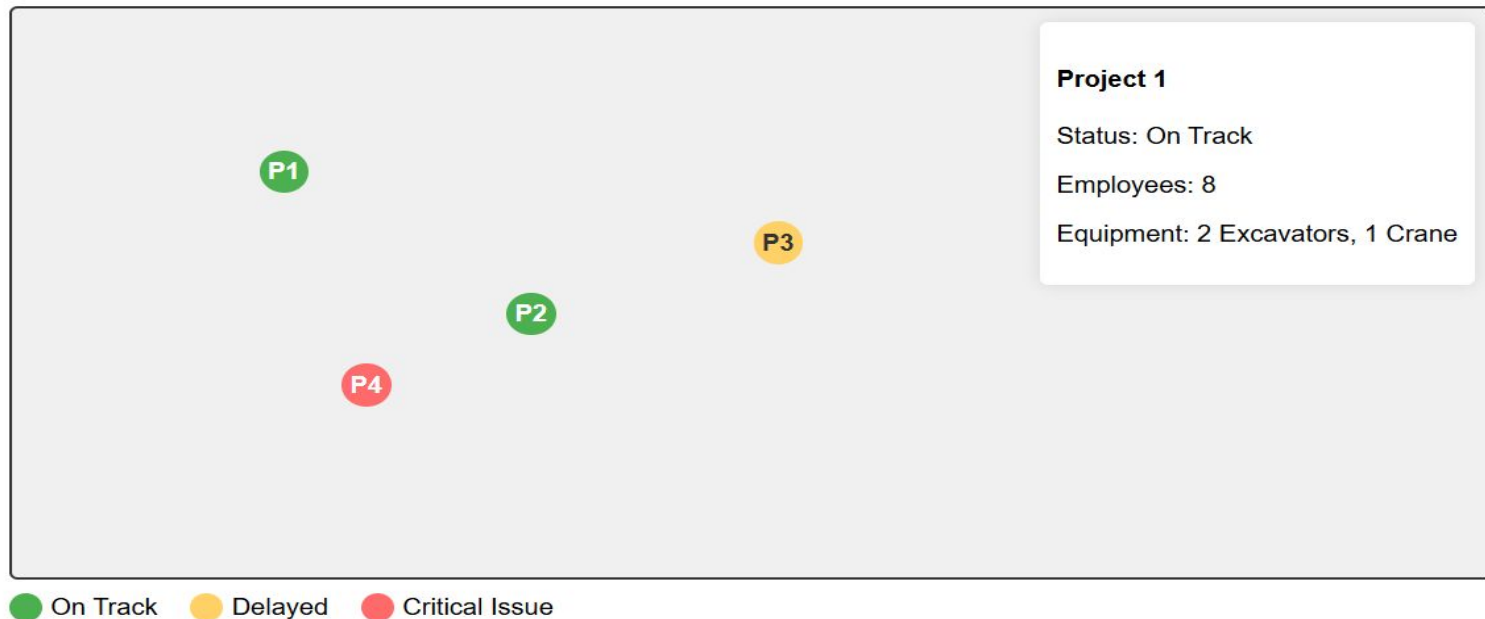 Project 1
Status: On Track
Employees: 8
Equipment: 2 Excavators, 1 Crane
P1
P3
P2
P4
On Track
Delayed
Critical Issue